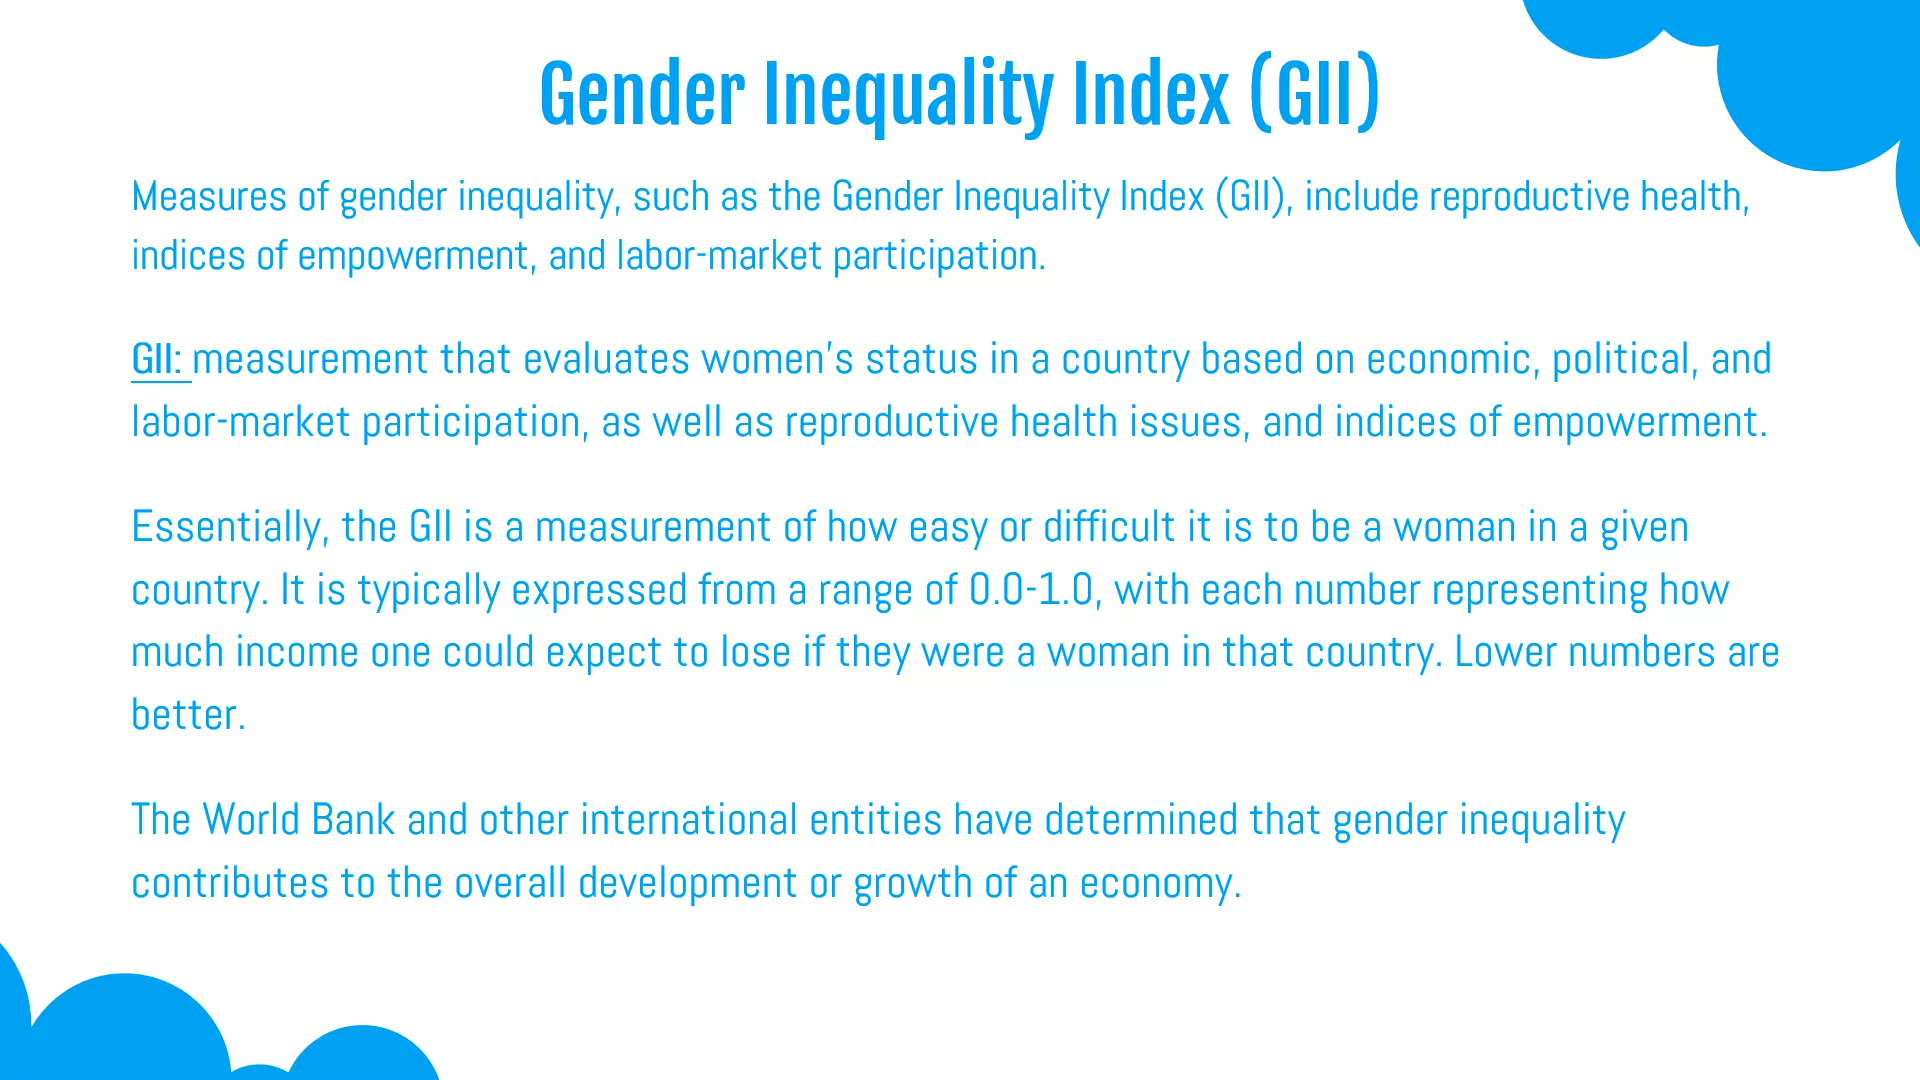 Gender Inequality Index (GII)
Measures of gender inequality, such as the Gender Inequality Index (GII), include reproductive health,
indices of empowerment, and labor-market participation.
GII: measurement that evaluates women's status in a country based on economic, political, and
labor-market participation, as well as reproductive health issues, and indices of empowerment.
Essentially, the GII is a measurement of how easy or difficult it is to be a woman in a given
country. It is typically expressed from a range of 0.0-1.0, with each number representing how
much income one could expect to lose if they were a woman in that country. Lower numbers are
better.
The World Bank and other international entities have determined that gender inequality
contributes to the overall development or growth of an economy.